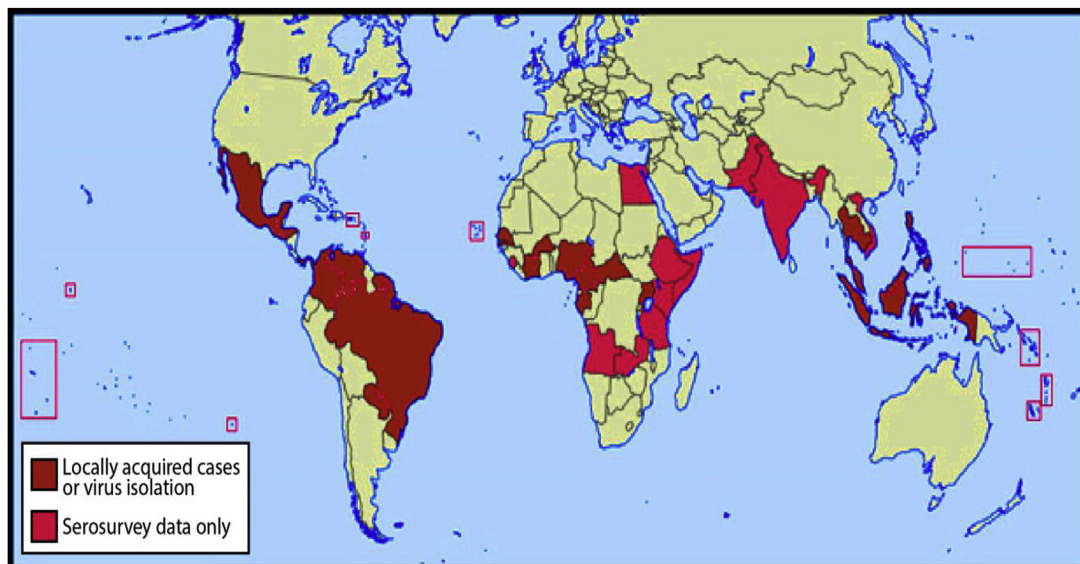 Locally acquired cases
or virus isolation
Serosurvey data only